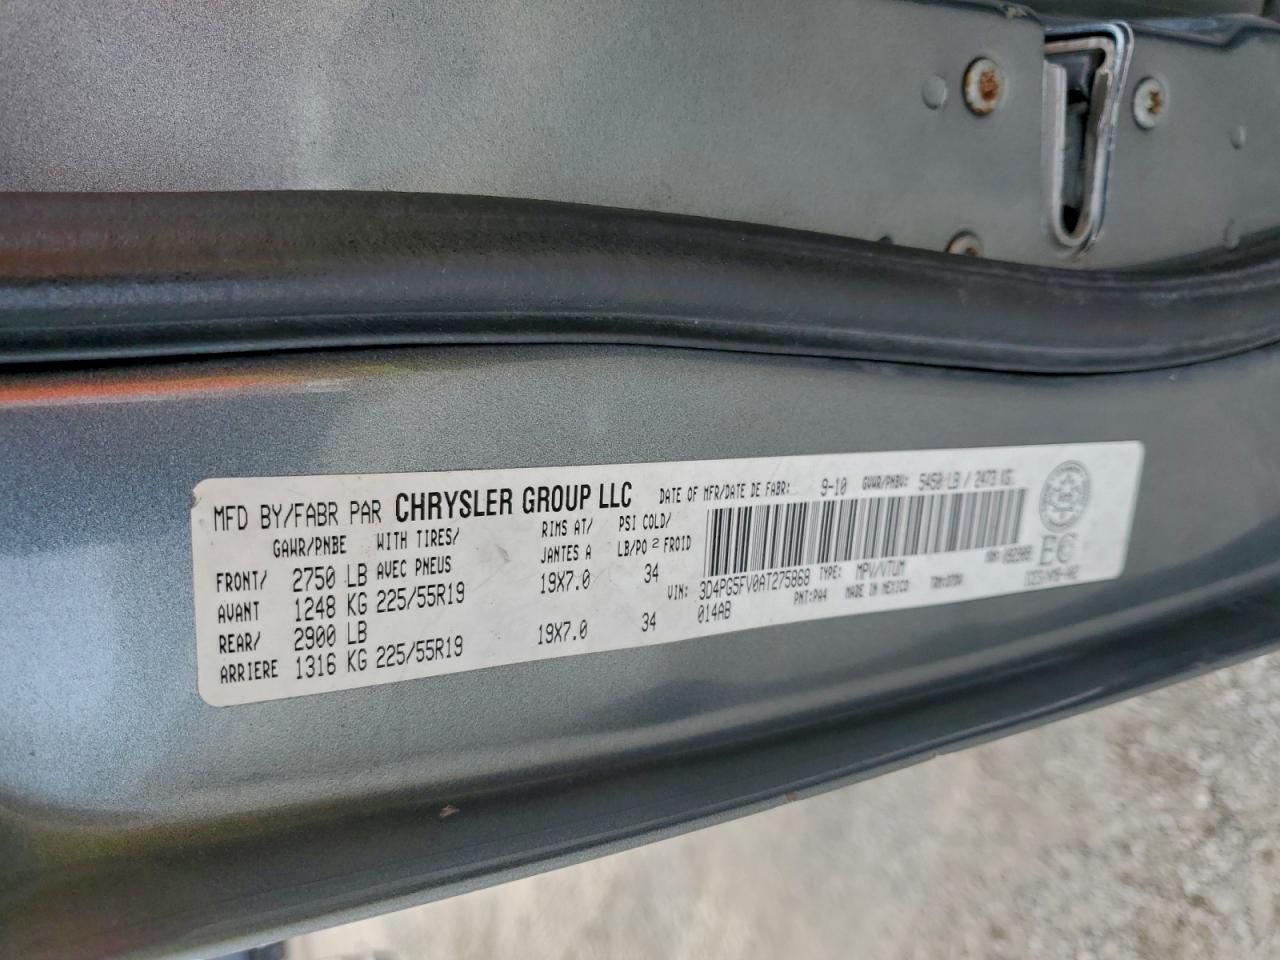 MFD BY/FABR PAR CHRYSLER GROUP LLC DATE OF MFR/DATE DE FABR: 9-10 GVWR/PNBV: 5450 LB / 2473 KG.
GAWR/PNBE WITH TIRES/ AVEC PNEUS RIMS AT/ JANTES A PSI COLD/ LB/PO 2 FROID
FRONT/ AVANT 2750 LB 1248 KG 225/55R19 19X7.0 34
REAR/ ARRIERE 2900 LB 1316 KG 225/55R19 19X7.0 34
VIN: 3D4PG5FV0AT275868 TYPE: MPV/VTUM
014AB PNT:PA4 MADE IN MEXICO